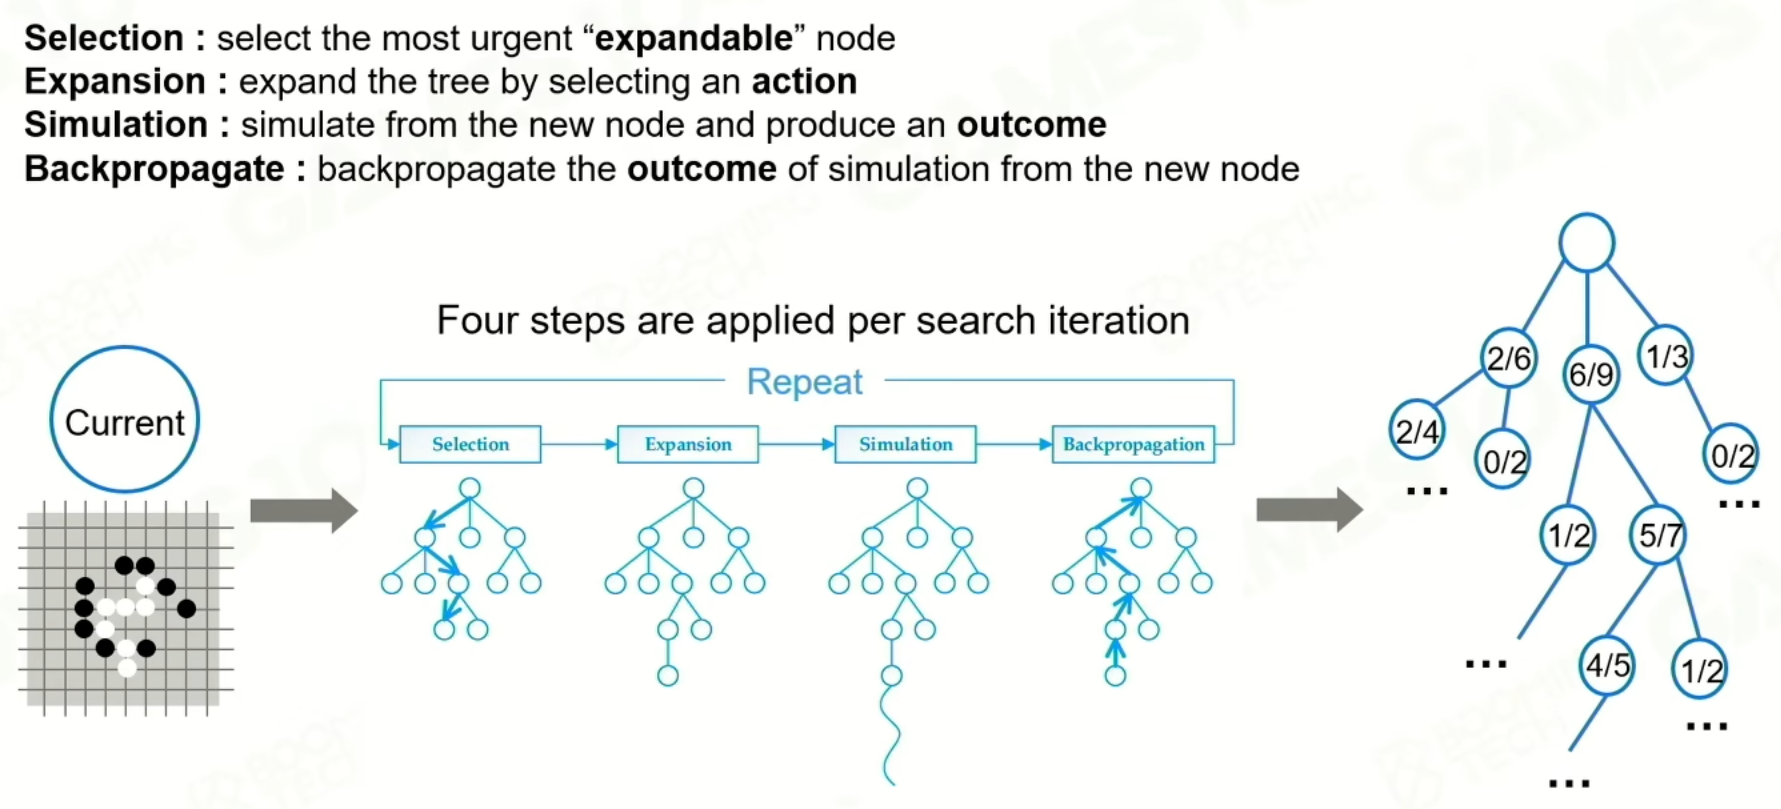 Selection : select the most urgent “expandable” node
Expansion : expand the tree by selecting an action
Simulation : simulate from the new node and produce an outcome
Backpropagate : backpropagate the outcome of simulation from the new node
Four steps are applied per search iteration
Repeat
Current
Selection
Expansion
Simulation
Backpropagation
2/6
6/9
1/3
2/4
0/2
0/2
...
...
1/2
5/7
...
4/5
1/2
...
...
GAMES
BOOMING
TECH